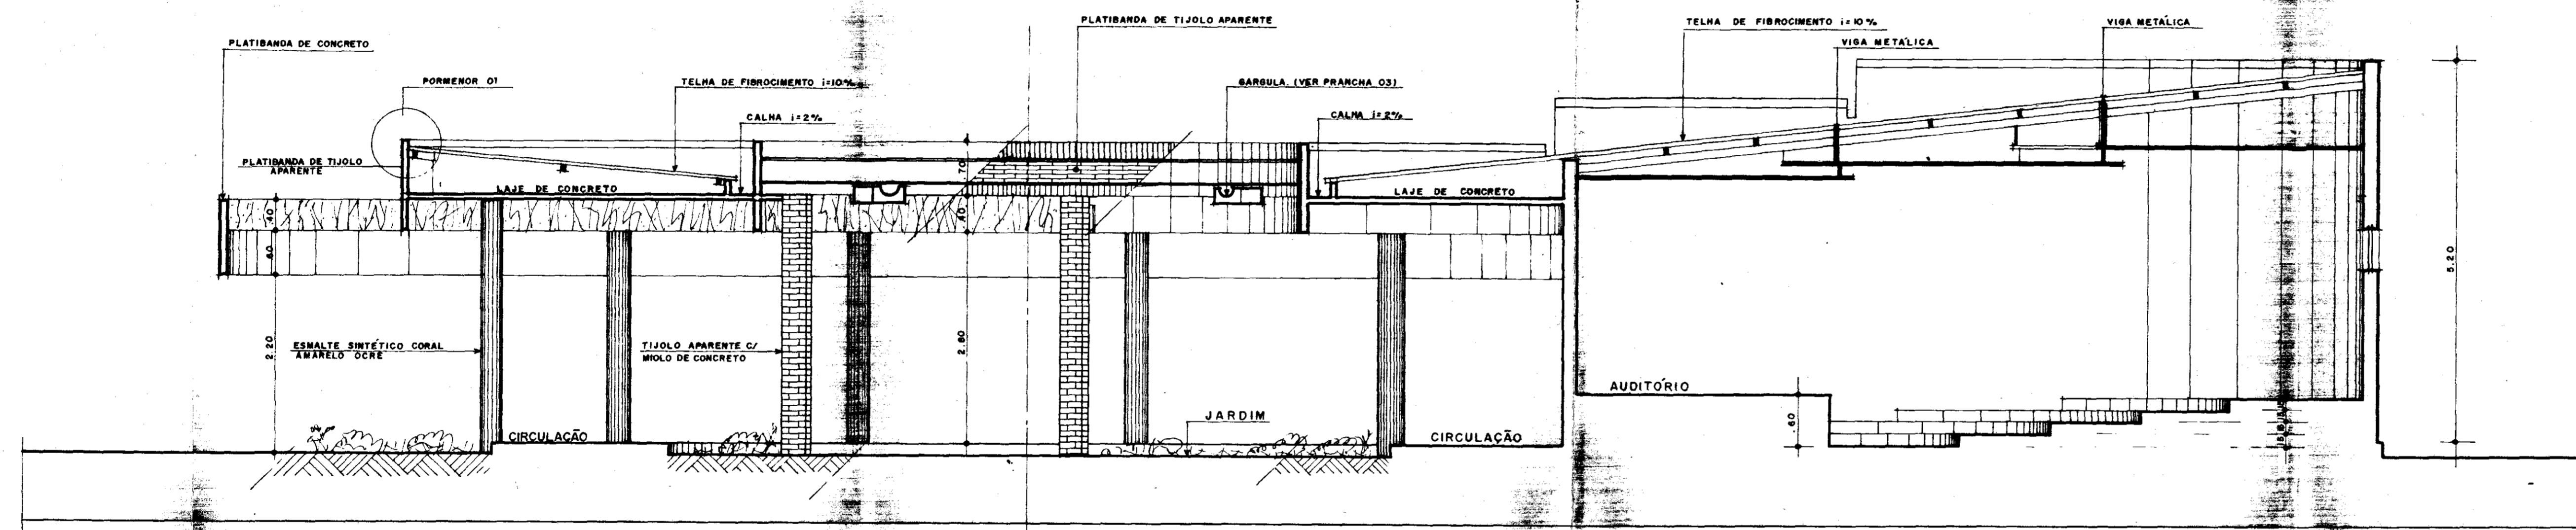 PLATIBANDA DE TIJOLO APARENTE
TELHA DE FIBROCIMENTO i=10%
VIGA METÁLICA
VIGA METÁLICA
PLATIBANDA DE CONCRETO
PORMENOR 01
TELHA DE FIBROCIMENTO i=10%
GARGULA (VER PRANCHA 03)
CALHA i=2%
CALHA i=2%
PLATIBANDA DE TIJOLO
APARENTE
LAJE DE CONCRETO
LAJE DE CONCRETO
.70
.40
.40
.60
5.20
2.20
ESMALTE SINTÉTICO CORAL
AMARELO OCRE
TIJOLO APARENTE C/
MIOLO DE CONCRETO
2.80
AUDITÓRIO
JARDIM
.60
CIRCULAÇÃO
CIRCULAÇÃO